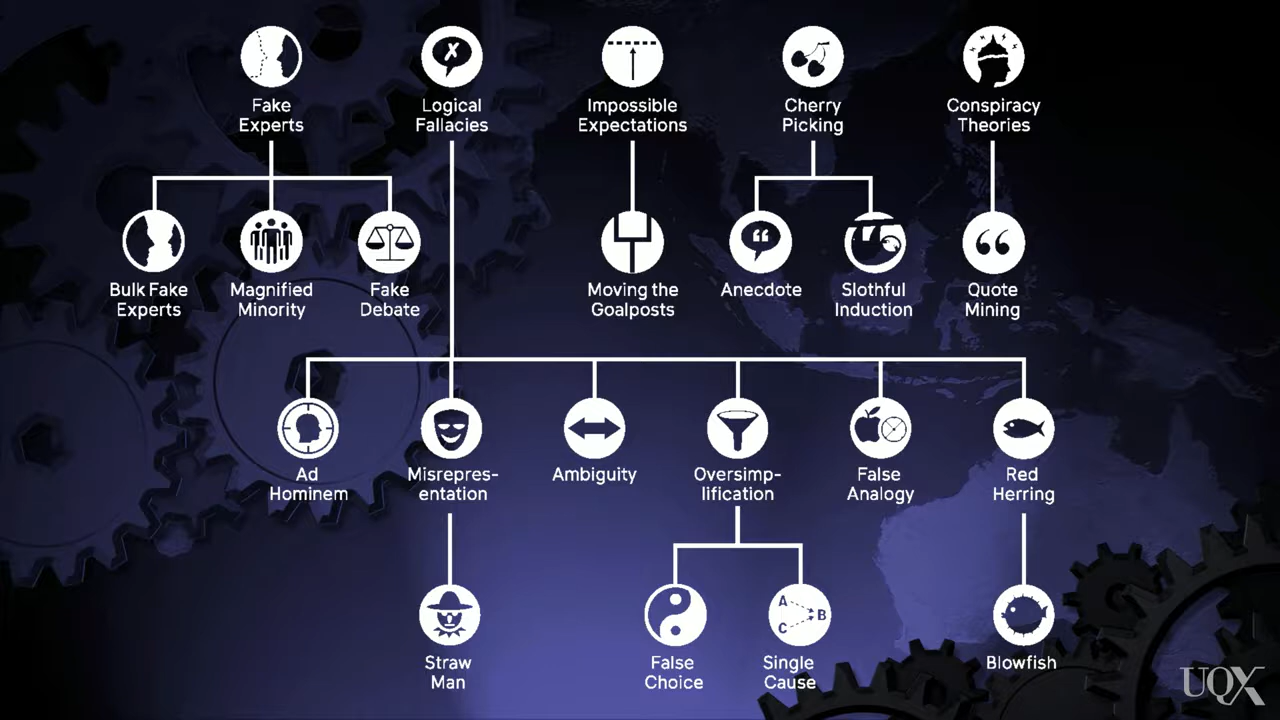 Fake
Experts
Logical
Fallacies
Impossible
Expectations
Cherry
Picking
Conspiracy
Theories
Bulk Fake
Experts
Magnified
Minority
Fake
Debate
Moving the
Goalposts
Anecdote
Slothful
Induction
Quote
Mining
Ad
Hominem
Misrepres-
entation
Ambiguity
Oversimp-
lification
False
Analogy
Red
Herring
Straw
Man
False
Choice
A
B
C
Single
Cause
Blowfish
UQX